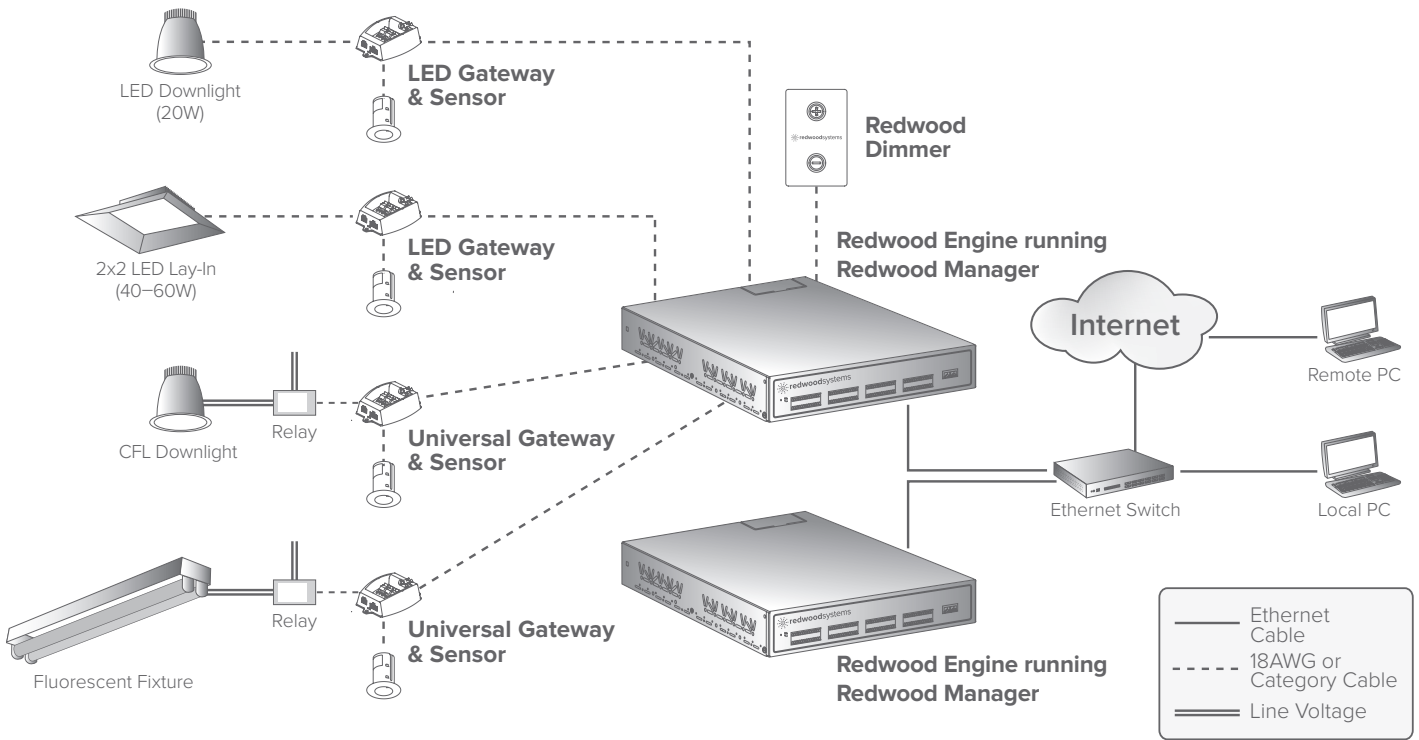 LED Downlight
(20W)
LED Gateway
& Sensor
redwoodsystems
Redwood
Dimmer
2x2 LED Lay-In
(40–60W)
LED Gateway
& Sensor
Redwood Engine running
Redwood Manager
Internet
Remote PC
redwoodsystems
CFL Downlight
Relay
Universal Gateway
& Sensor
Ethernet Switch
Local PC
Fluorescent Fixture
Relay
Universal Gateway
& Sensor
redwoodsystems
Redwood Engine running
Redwood Manager
Ethernet
Cable
18AWG or
Category Cable
Line Voltage